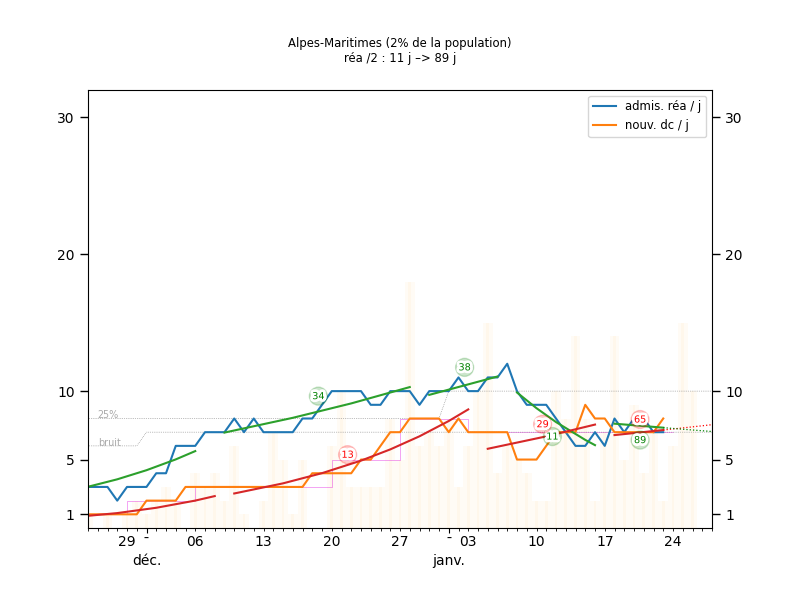 Alpes-Maritimes (2% de la population)
réa /2 : 11 j –> 89 j
admis. réa / j
nouv. dc / j
30 30
20 20
10 10
5 5
1 1
25%
bruit
34
13
38
29
11
65
89
29 - 06 13 20 27 - 03 10 17 24
déc. janv.